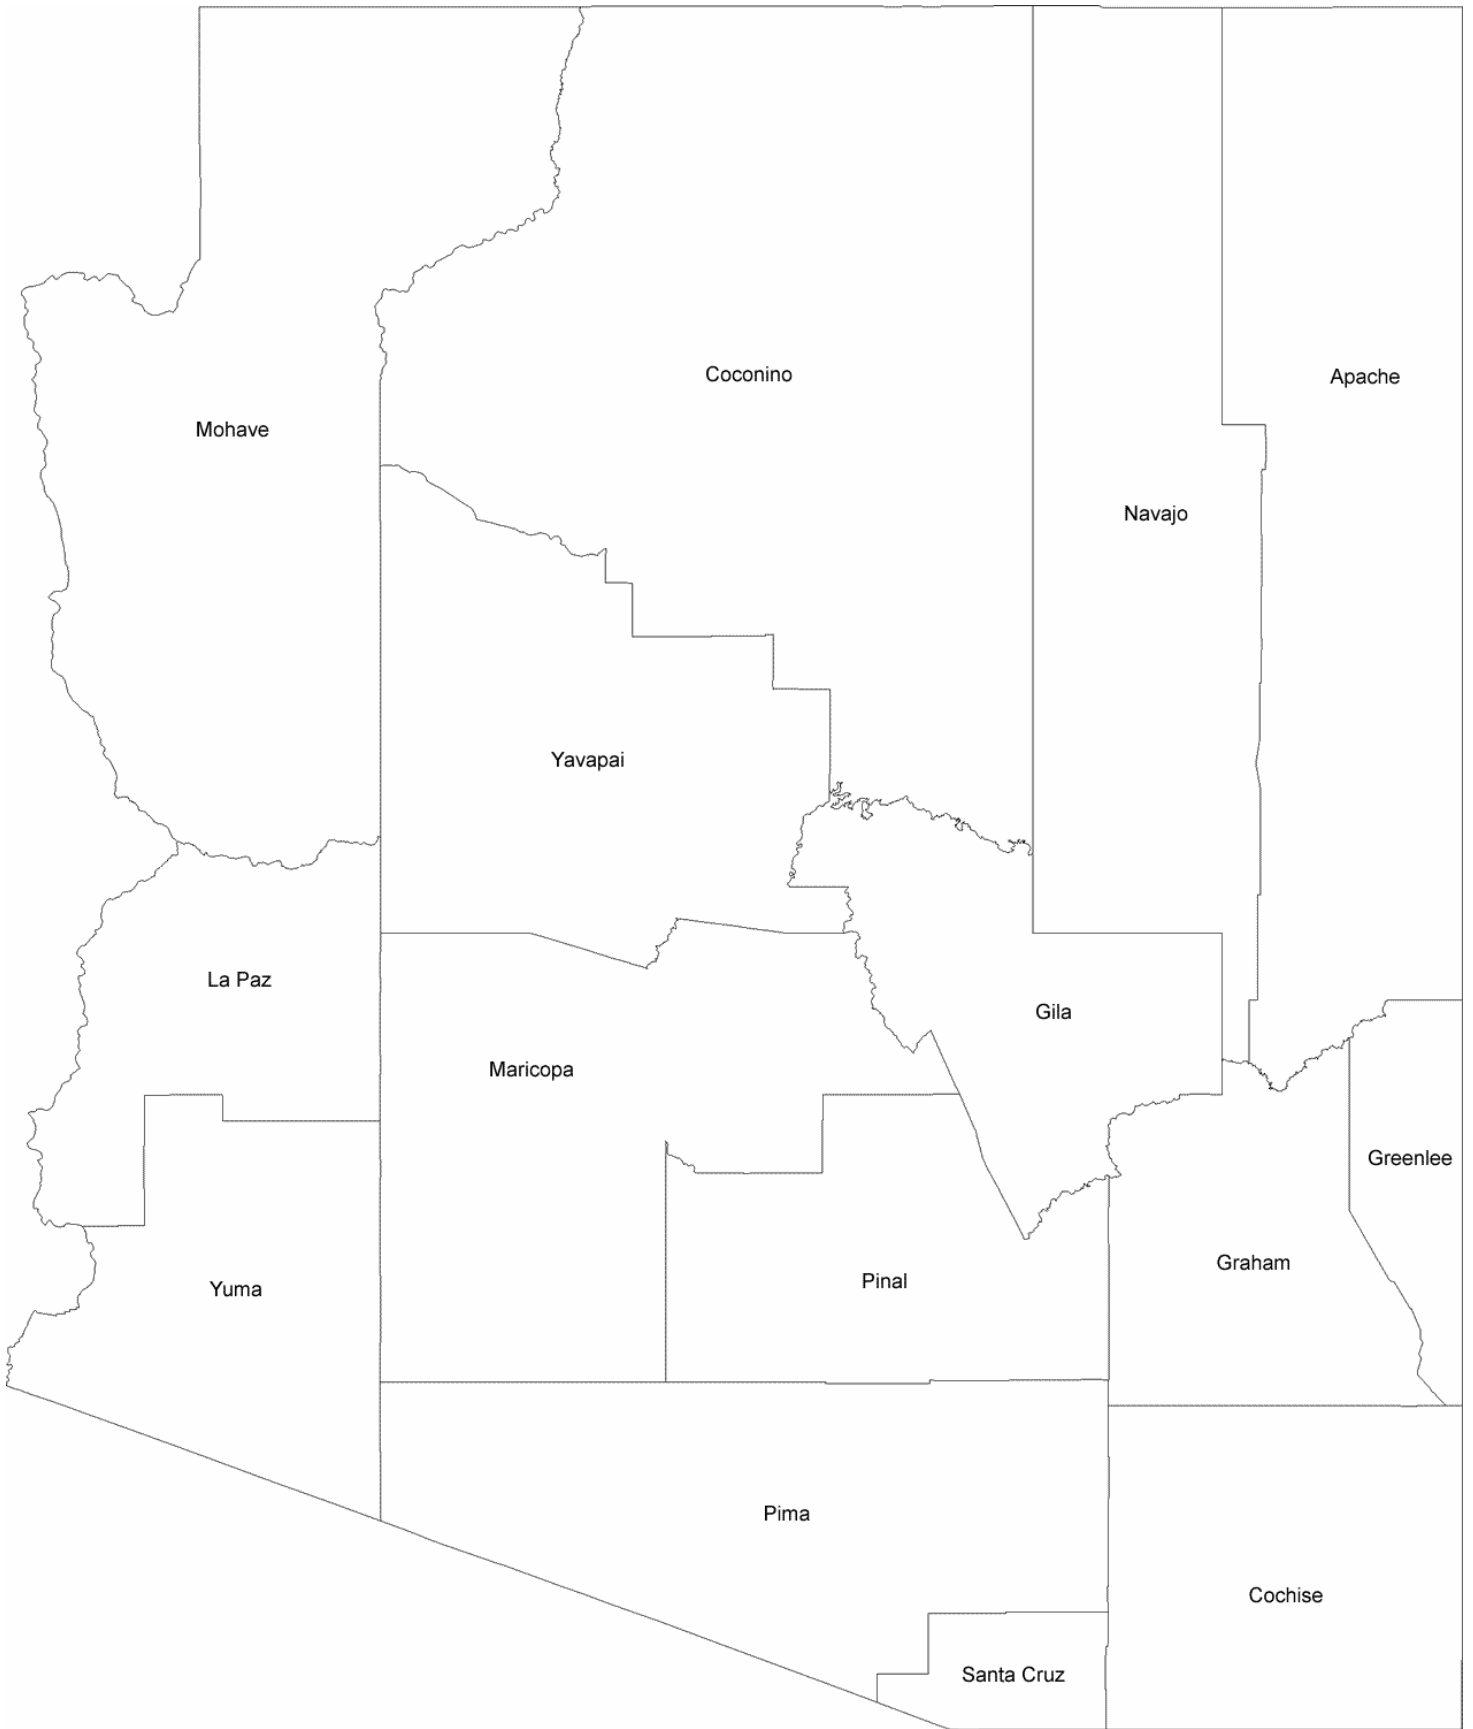 Coconino
Apache
Mohave
Navajo
Yavapai
La Paz
Gila
Maricopa
Greenlee
Graham
Pinal
Yuma
Pima
Cochise
Santa Cruz